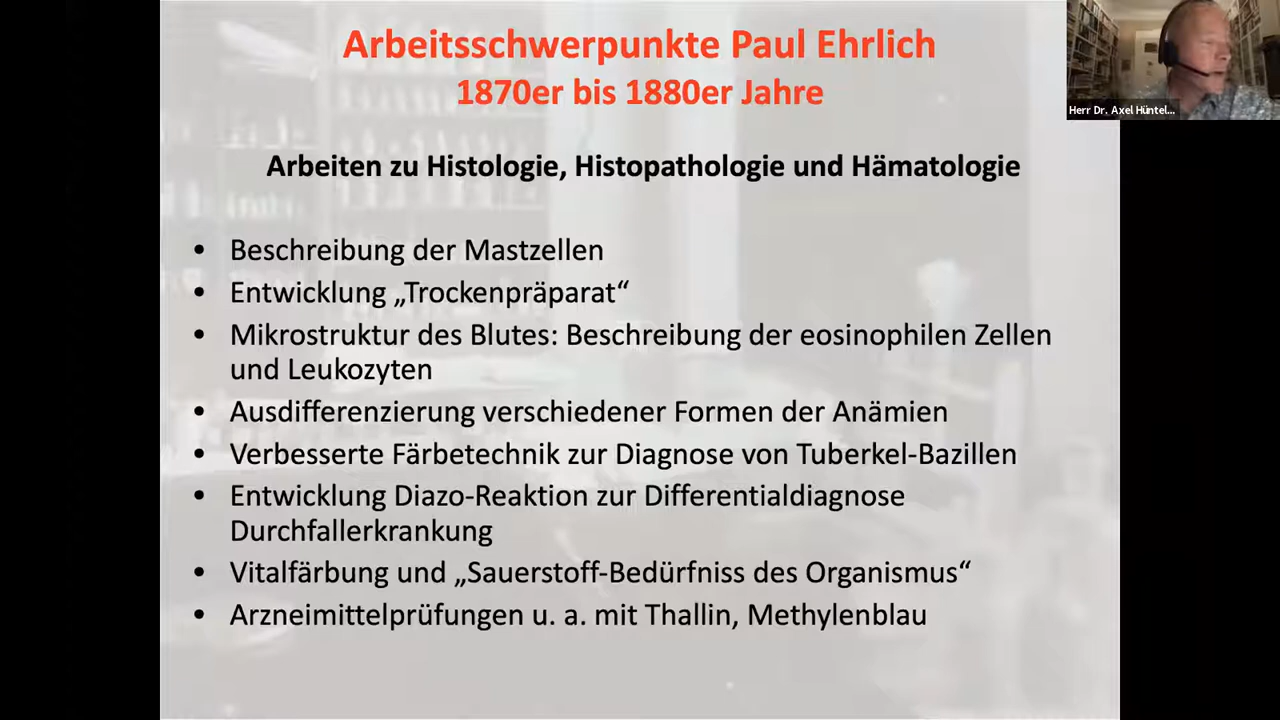 Arbeitsschwerpunkte Paul Ehrlich
1870er bis 1880er Jahre
Herr Dr. Axel Hüntel...
Arbeiten zu Histologie, Histopathologie und Hämatologie
• Beschreibung der Mastzellen
• Entwicklung „Trockenpräparat“
• Mikrostruktur des Blutes: Beschreibung der eosinophilen Zellen
und Leukozyten
• Ausdifferenzierung verschiedener Formen der Anämien
• Verbesserte Färbetechnik zur Diagnose von Tuberkel-Bazillen
• Entwicklung Diazo-Reaktion zur Differentialdiagnose
Durchfallerkrankung
• Vitalfärbung und „Sauerstoff-Bedürfniss des Organismus“
• Arzneimittelprüfungen u. a. mit Thallin, Methylenblau